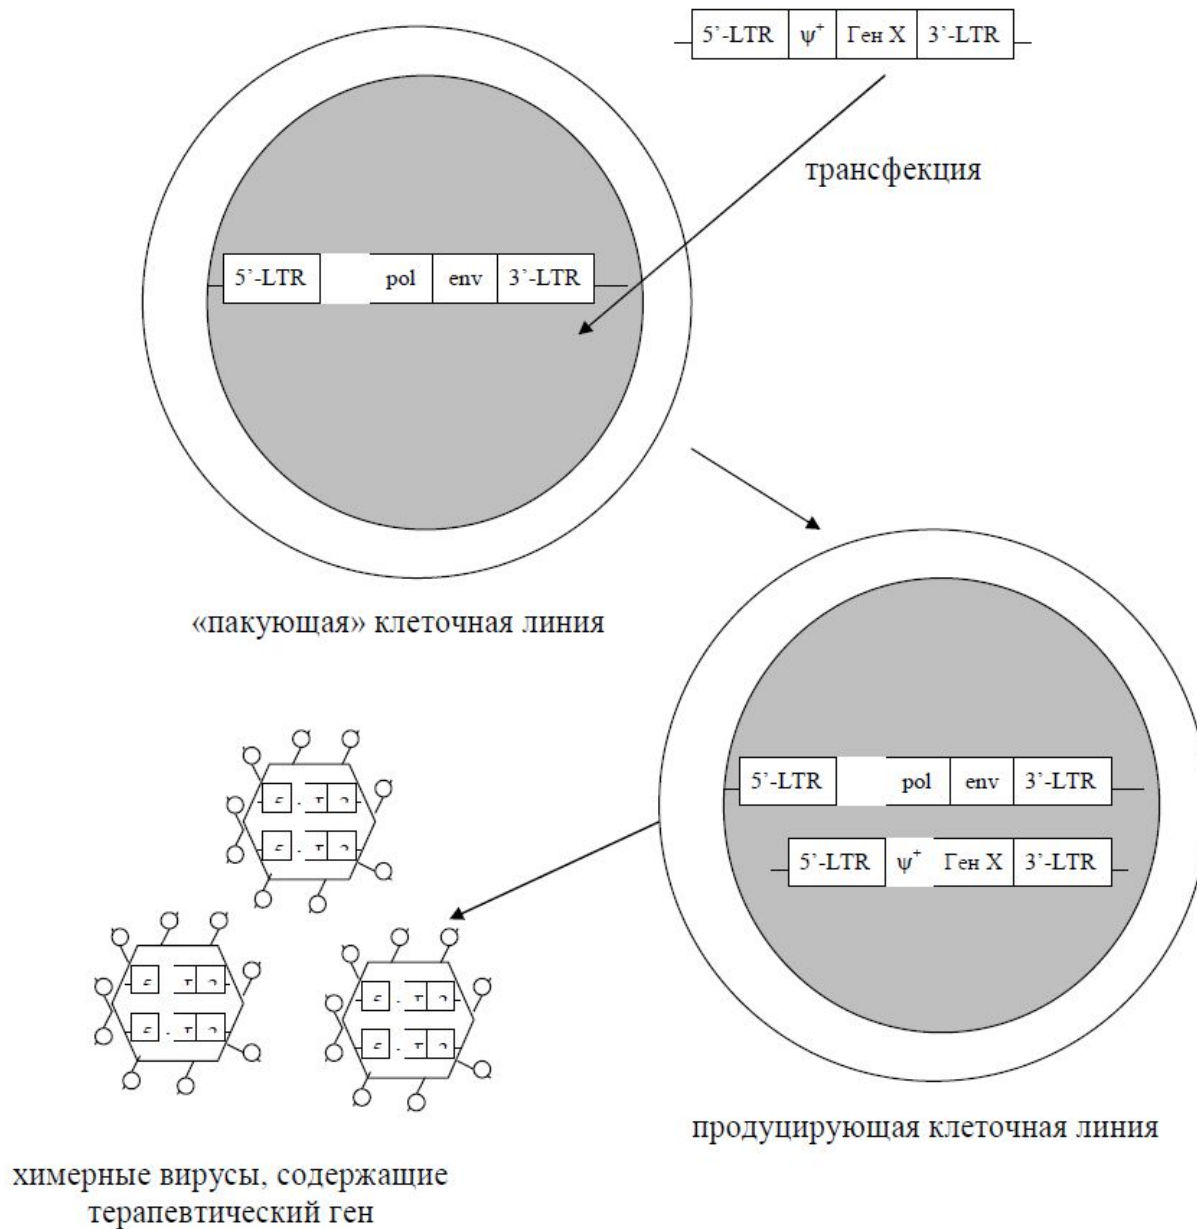 5’-LTR ψ⁺ Ген X 3’-LTR
трансфекция
5’-LTR pol env 3’-LTR
«пакующая» клеточная линия
5’-LTR pol env 3’-LTR
5’-LTR ψ⁺ Ген X 3’-LTR
продуцирующая клеточная линия
химерные вирусы, содержащие
терапевтический ген